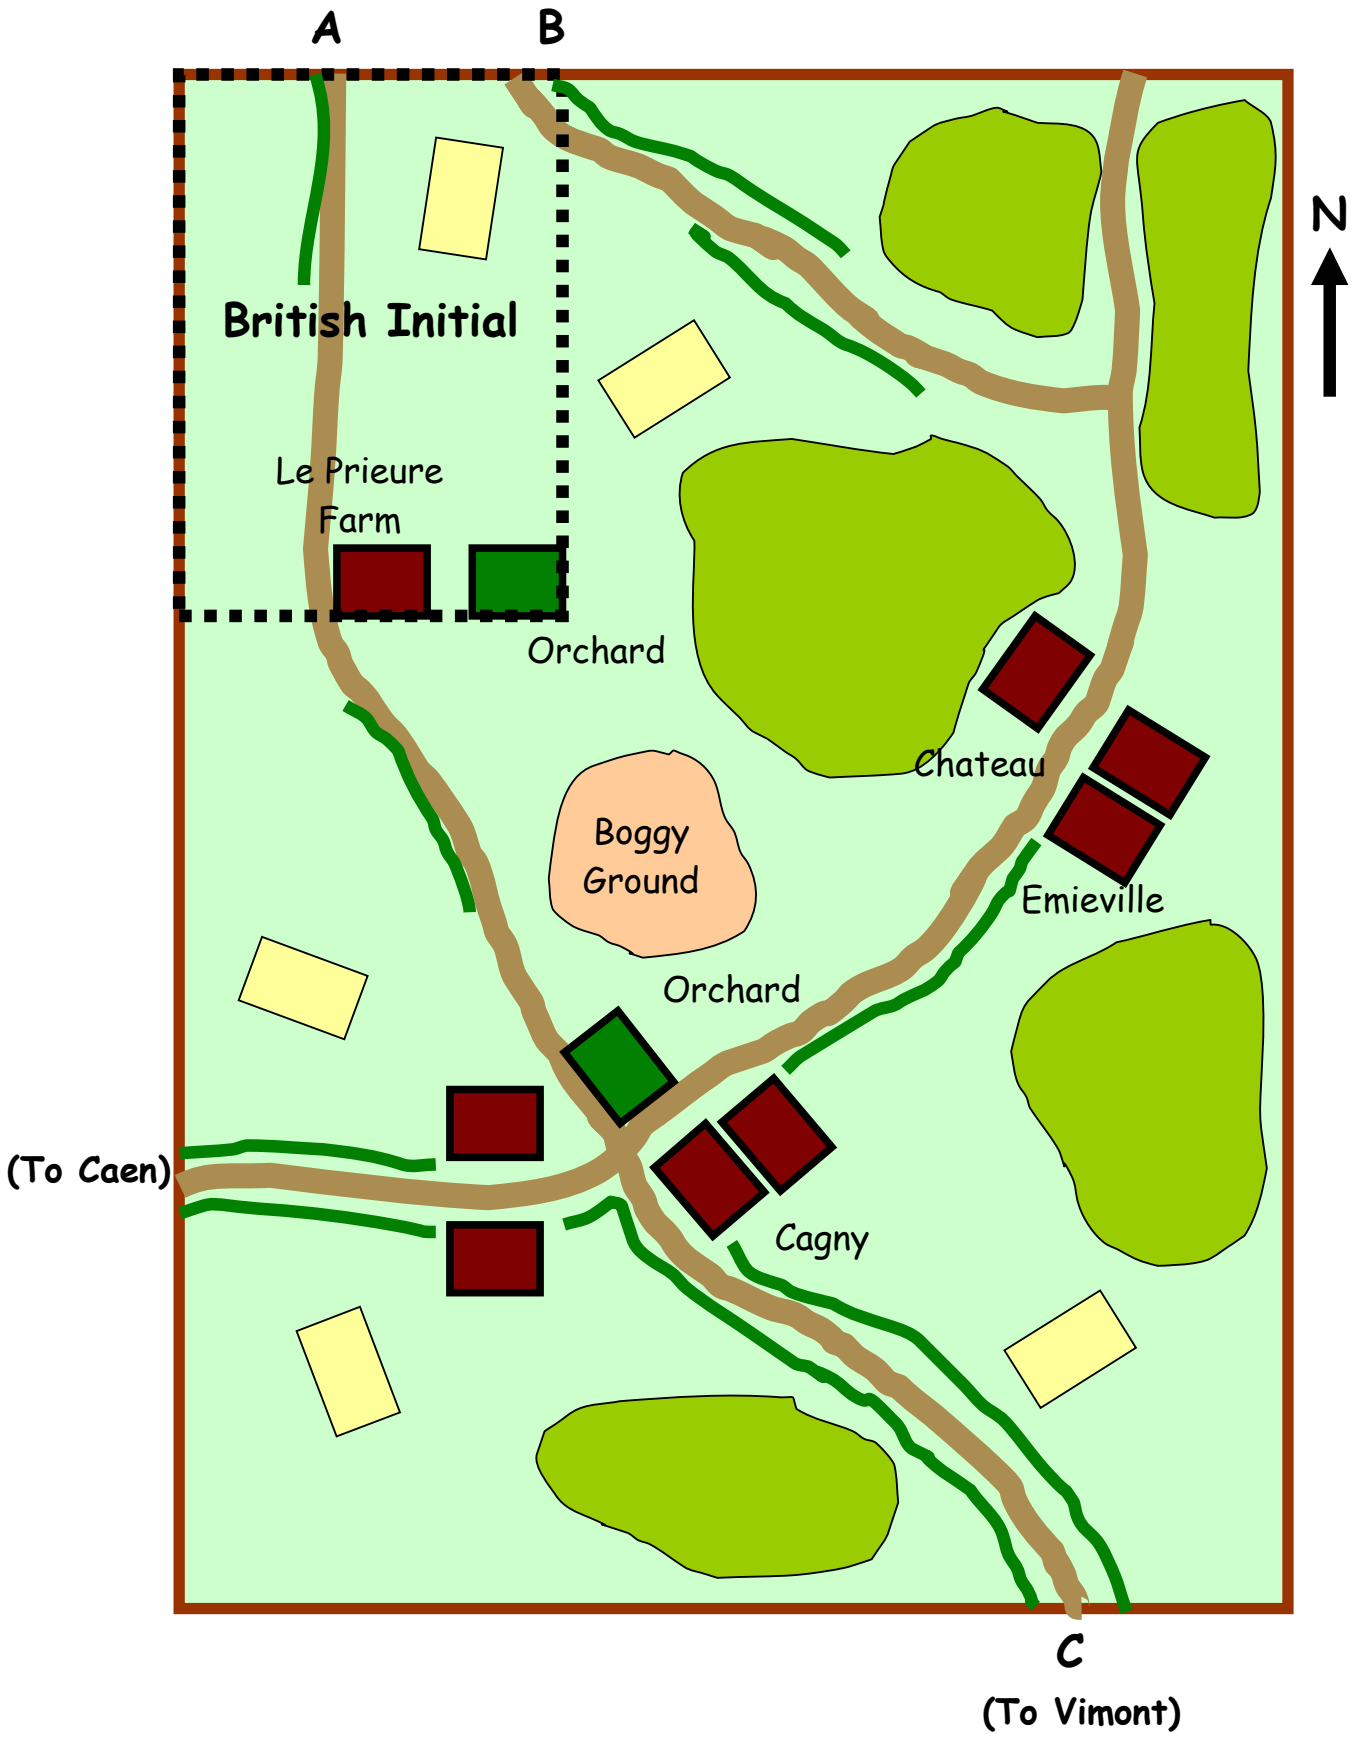 A
B
N
British Initial
Le Prieure
Farm
Orchard
Chateau
Boggy
Ground
Emieville
Orchard
(To Caen)
Cagny
C
(To Vimont)